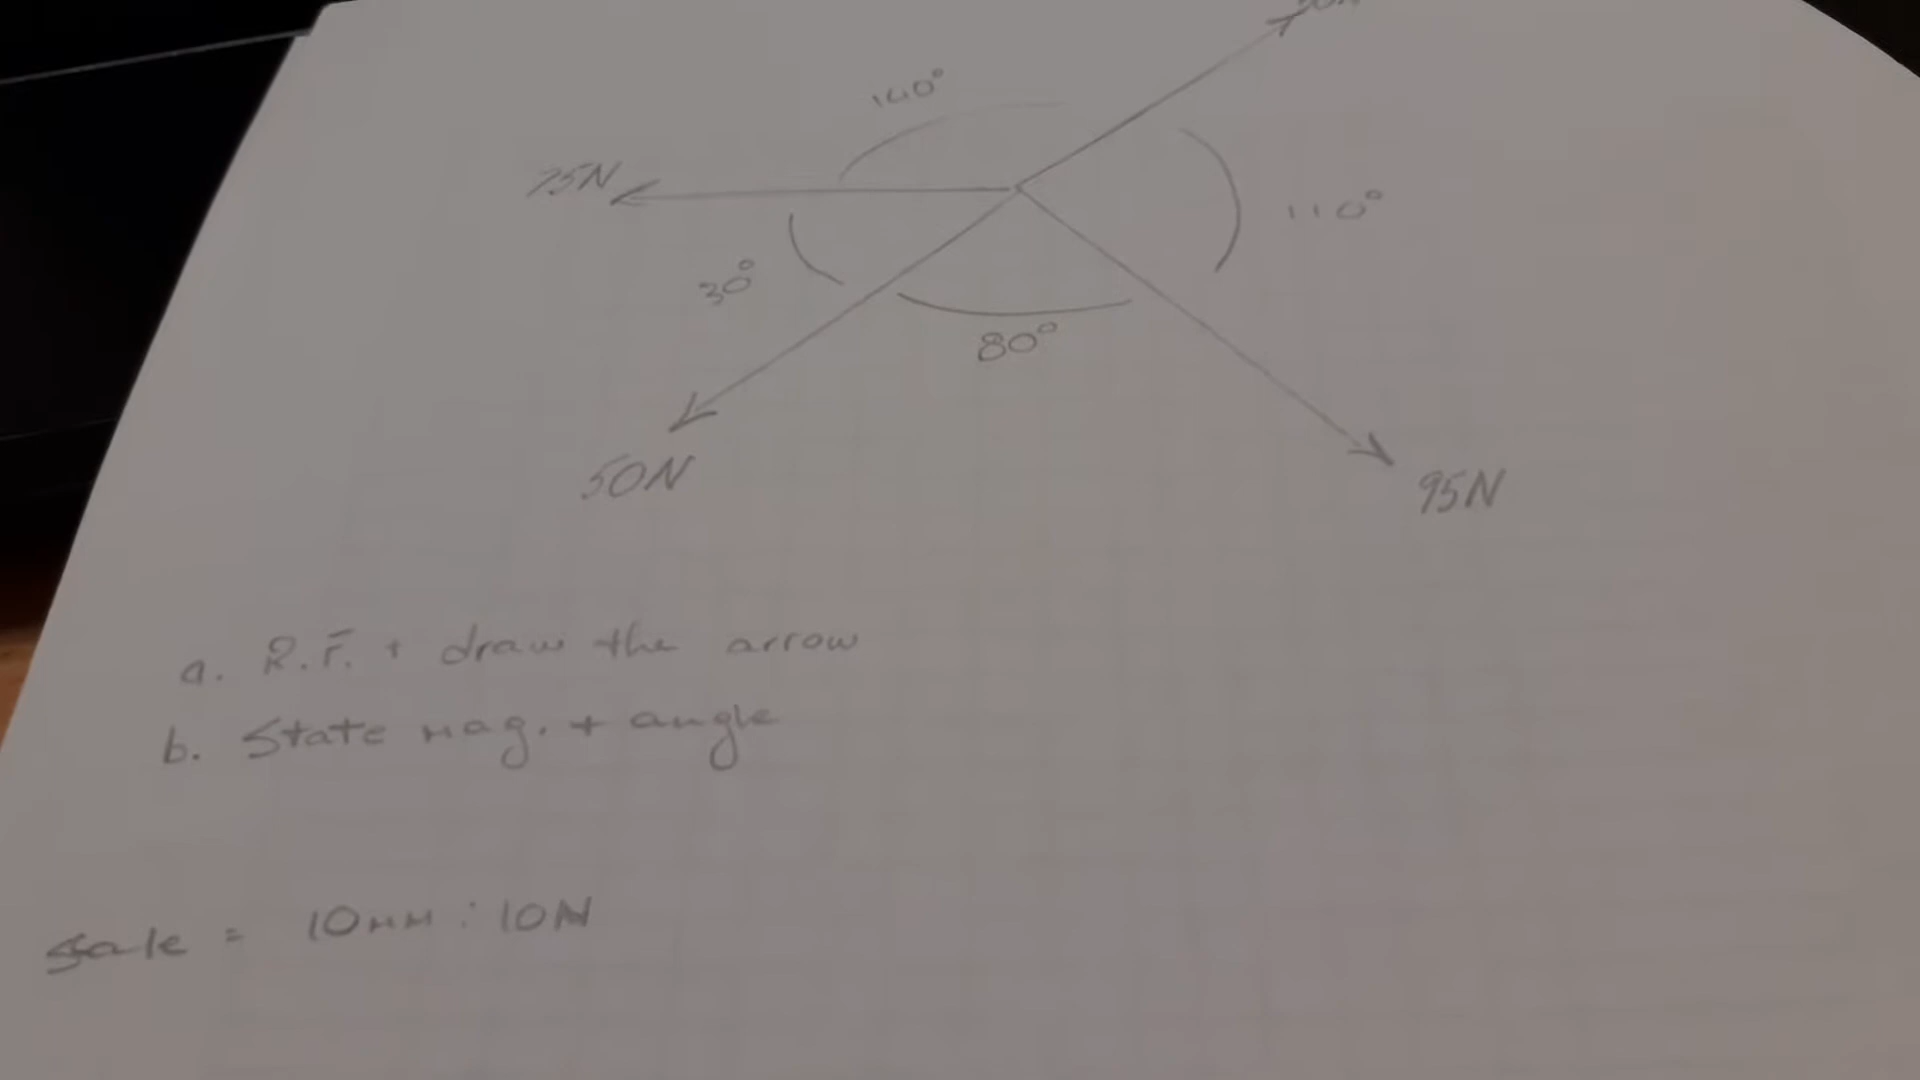 140°
75N
110°
30°
80°
50N
95N
a. R.F. + draw the arrow
b. State mag. + angle
Scale = 10mm : 10N